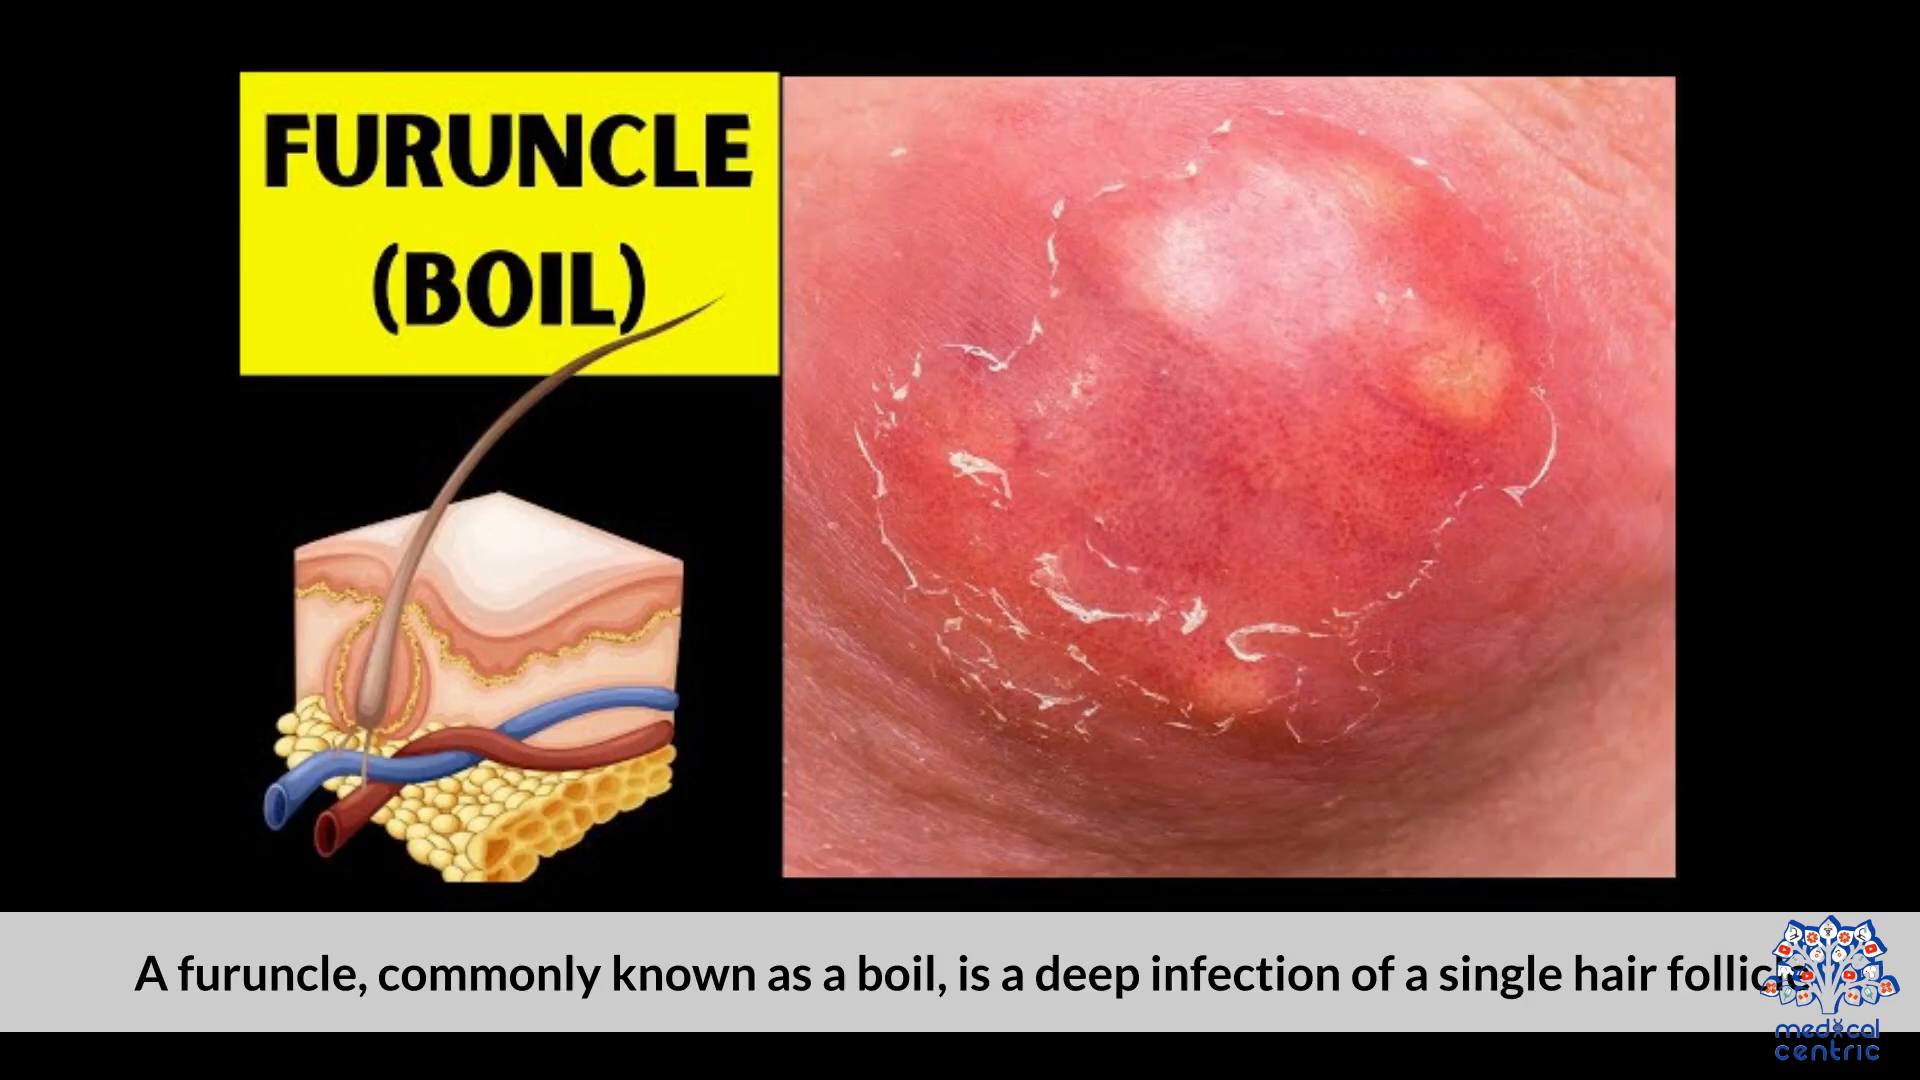 FURUNCLE
(BOIL)
A furuncle, commonly known as a boil, is a deep infection of a single hair follicle
medical
centric